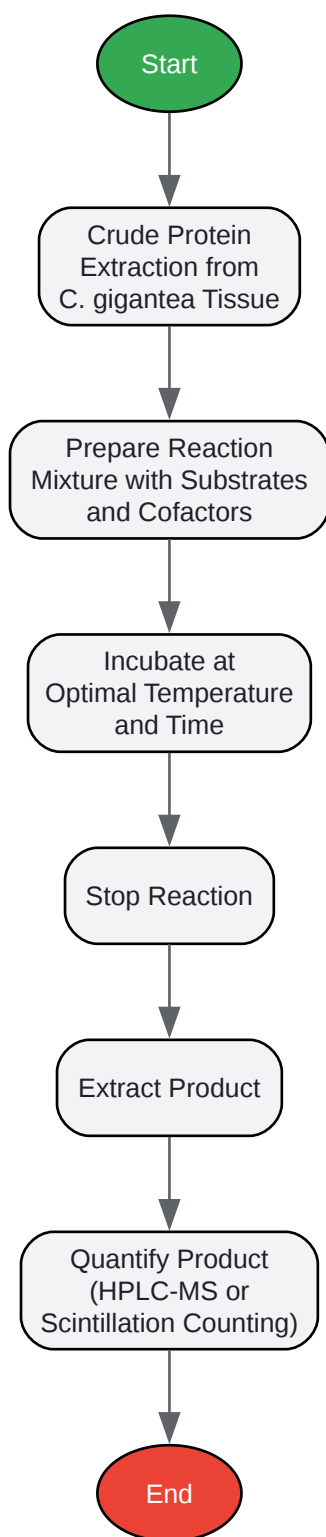 Start
Crude Protein
Extraction from
C. gigantea Tissue
Prepare Reaction
Mixture with Substrates
and Cofactors
Incubate at
Optimal Temperature
and Time
Stop Reaction
Extract Product
Quantify Product
(HPLC-MS or
Scintillation Counting)
End